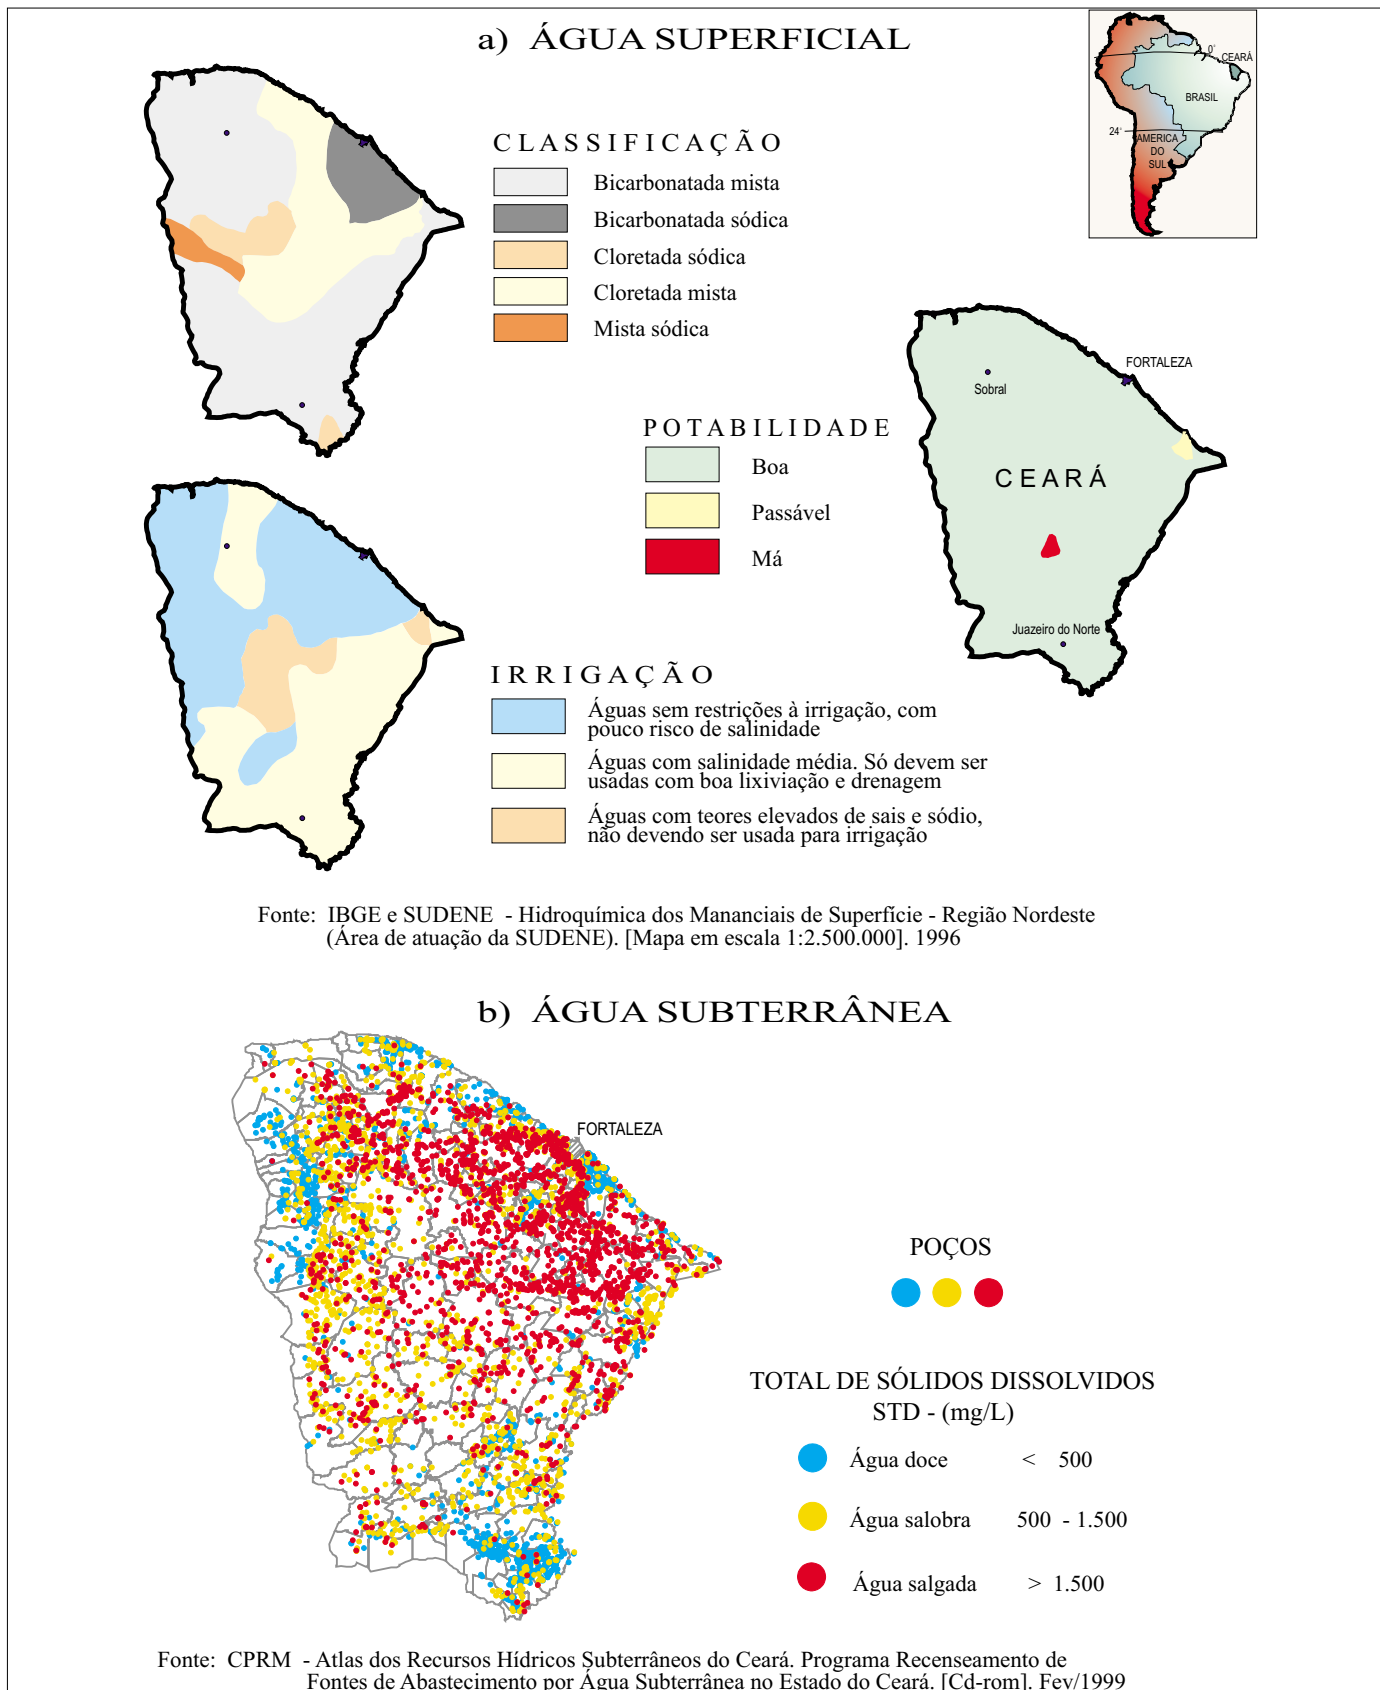 a) ÁGUA SUPERFICIAL
0°
CEARÁ
BRASIL
24°
AMERICA
DO
SUL
CLASSIFICAÇÃO
Bicarbonatada mista
Bicarbonatada sódica
Cloretada sódica
Cloretada mista
Mista sódica
FORTALEZA
Sobral
CEARÁ
Juazeiro do Norte
POTABILIDADE
Boa
Passável
Má
IRRIGAÇÃO
Águas sem restrições à irrigação, com
pouco risco de salinidade
Águas com salinidade média. Só devem ser
usadas com boa lixiviação e drenagem
Águas com teores elevados de sais e sódio,
não devendo ser usada para irrigação
Fonte: IBGE e SUDENE - Hidroquímica dos Mananciais de Superfície - Região Nordeste
(Área de atuação da SUDENE). [Mapa em escala 1:2.500.000]. 1996
b) ÁGUA SUBTERRÂNEA
FORTALEZA
POÇOS
TOTAL DE SÓLIDOS DISSOLVIDOS
STD - (mg/L)
Água doce < 500
Água salobra 500 - 1.500
Água salgada > 1.500
Fonte: CPRM - Atlas dos Recursos Hídricos Subterrâneos do Ceará. Programa Recenseamento de
Fontes de Abastecimento por Água Subterrânea no Estado do Ceará. [Cd-rom]. Fev/1999